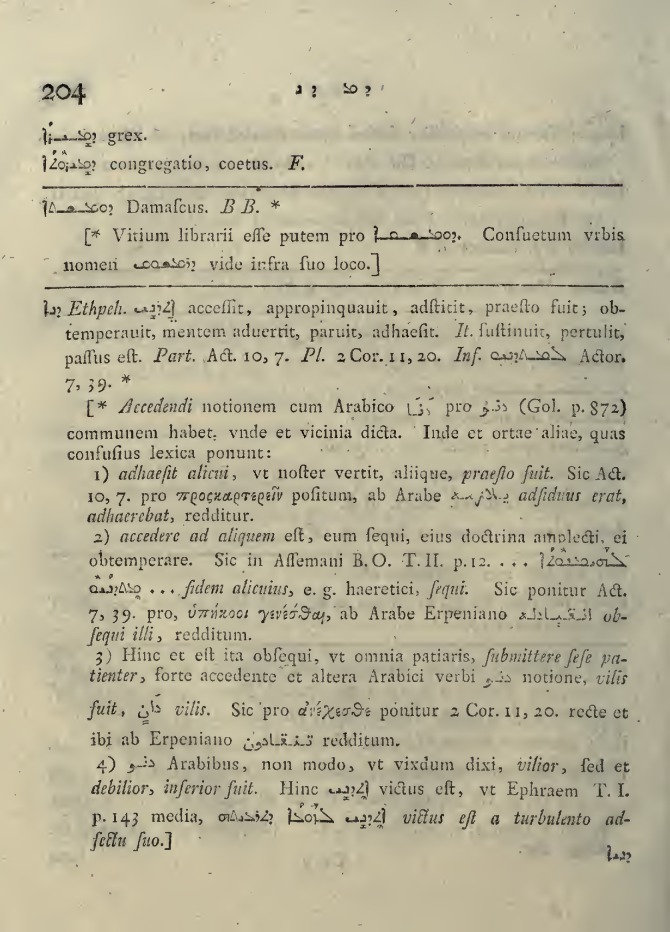 204
grex.
congregatio, coetus. F.
Damaſcus. B B. *
[* Vitium librarii eſſe putem pro Conſuetum vrbis
nomen vide infra ſuo loco.]
Ethpeh. acceſſit, appropinquauit, adſtitit, praeſto fuit; ob-
temperauit, mentem aduertit, paruit, adhaeſit. It. ſuſtinuit, pertulit,
paſſus eſt. Part. Act. 10, 7. Pl. 2 Cor. 11, 20. Inf. Actor.
7, 39. *
[* Accedendi notionem cum Arabico pro (Gol. p. 872)
communem habet, vnde et vicinia dicta. Inde et ortae aliae, quas
confuſius lexica ponunt:
1) adhaeſit alicui, vt noſter vertit, aliique, praeſto fuit. Sic Act.
10, 7. pro προςκαρτερεῖν poſitum, ab Arabe adſiduus erat,
adhaerebat, redditur.
2) accedere ad aliquem eſt, eum ſequi, eius doctrina amplecti, ei
obtemperare. Sic in Aſſemani B. O. T. II. p. 12. . . .
. . . fidem alicuius, e. g. haeretici, ſequi. Sic ponitur Act.
7, 39. pro, ὑπήκοοι γενέσθαι, ab Arabe Erpeniano ob-
ſequi illi, redditum.
3) Hinc et eſt ita obſequi, vt omnia patiaris, ſubmittere ſeſe pa-
tienter, forte accedente et altera Arabici verbi notione, vilis
fuit, vilis. Sic pro ἀνέχεσθε ponitur 2 Cor. 11, 20. recte et
ibi ab Erpeniano redditum.
4) Arabibus, non modo, vt vixdum dixi, vilior, ſed et
debilior, inferior fuit. Hinc victus eſt, vt Ephraem T. I.
p. 143 media, victus eſt a turbulento ad-
fectu ſuo.]